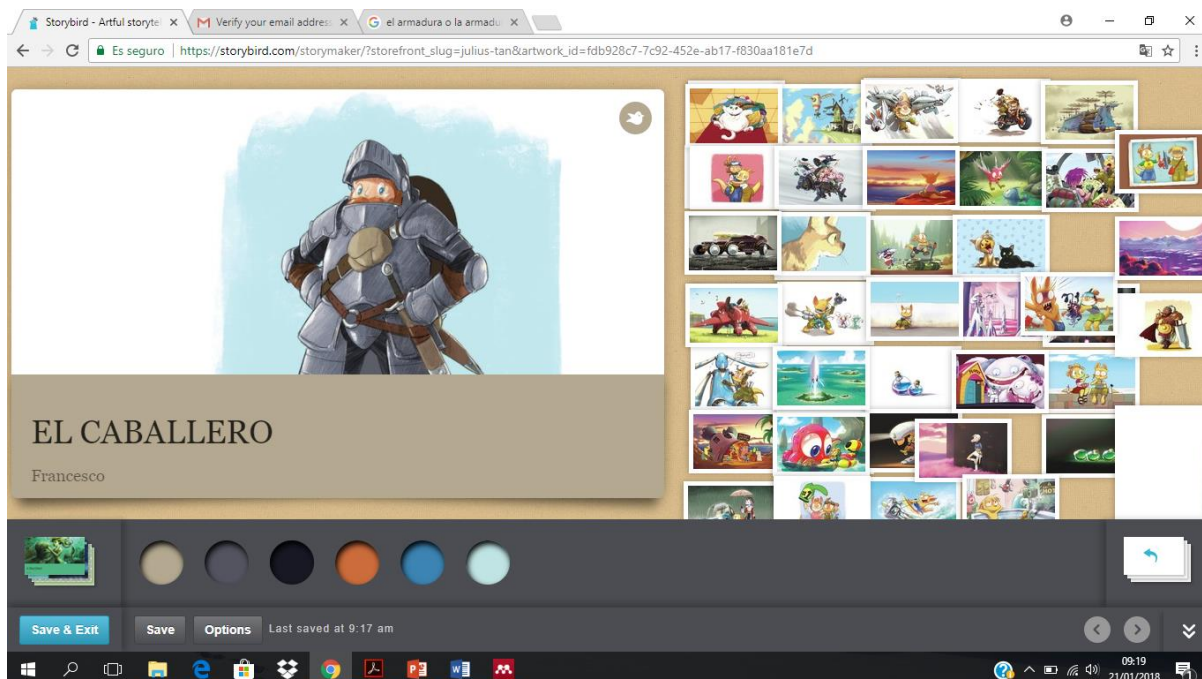 Storybird - Artful storytel
Verify your email address
el armadura o la armadu
Es seguro | https://storybird.com/storymaker/?storefront_slug=julius-tan&artwork_id=fdb928c7-7c92-452e-ab17-f830aa181e7d
EL CABALLERO
Francesco
Save & Exit
Save
Options
Last saved at 9:17 am
09:19
21/01/2018